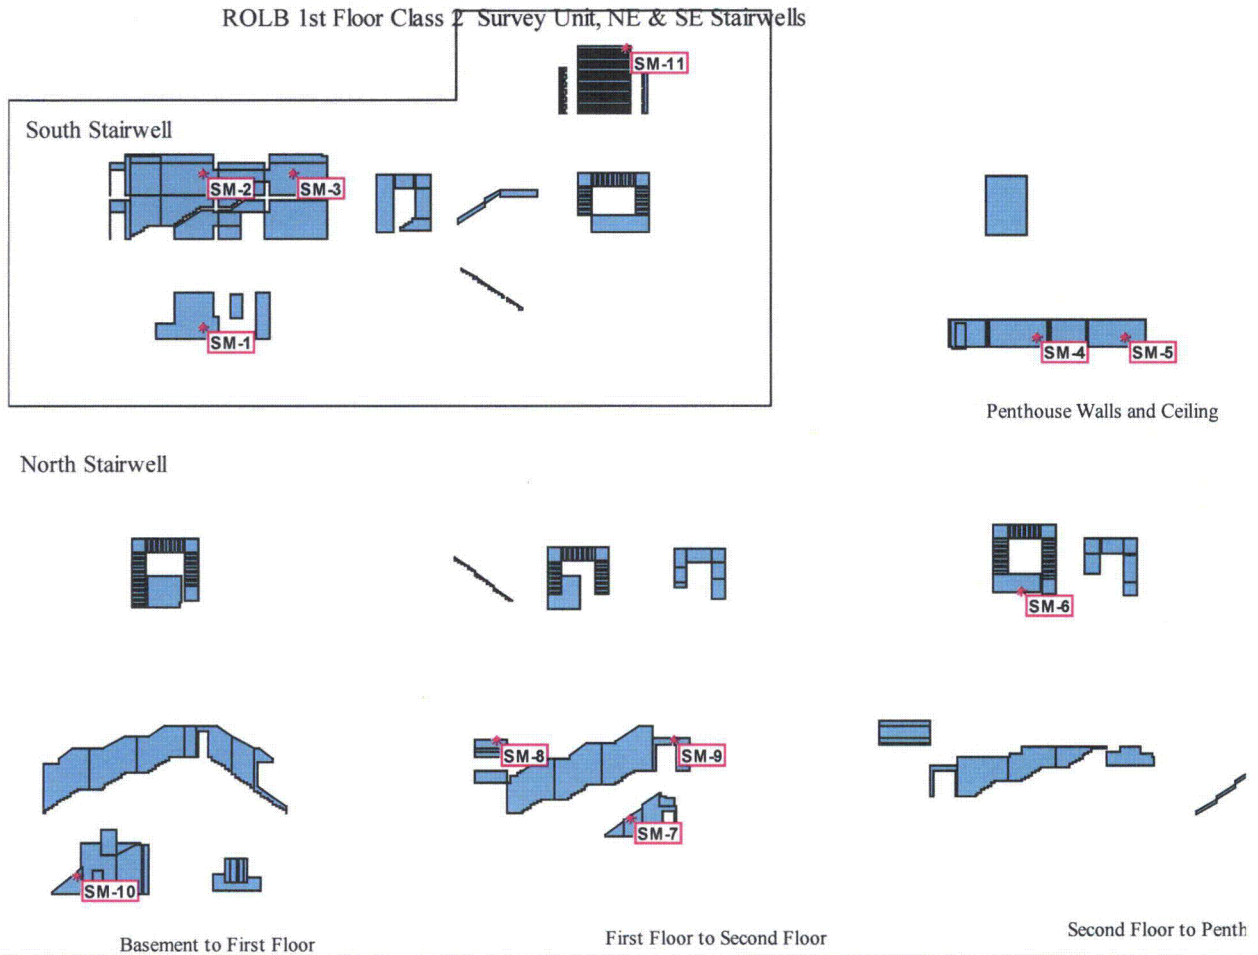 ROLB 1st Floor Class 2 Survey Unit, NE & SE Stairwells
SM-11
South Stairwell
SM-2
SM-3
SM-1
SM-4
SM-5
Penthouse Walls and Ceiling
North Stairwell
SM-6
SM-8
SM-9
SM-7
SM-10
Basement to First Floor
First Floor to Second Floor
Second Floor to Penth